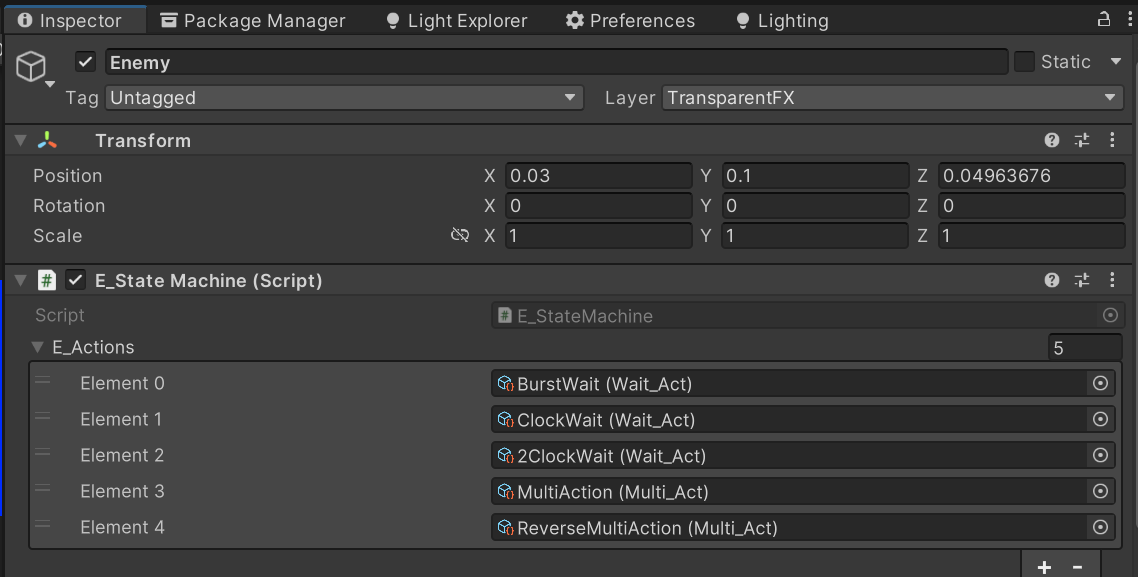 Inspector Package Manager Light Explorer Preferences Lighting
Enemy Static
Tag Untagged Layer TransparentFX
Transform
Position X 0.03 Y 0.1 Z 0.04963676
Rotation X 0 Y 0 Z 0
Scale X 1 Y 1 Z 1
# E_State Machine (Script)
Script # E_StateMachine
E_Actions 5
Element 0 BurstWait (Wait_Act)
Element 1 ClockWait (Wait_Act)
Element 2 2ClockWait (Wait_Act)
Element 3 MultiAction (Multi_Act)
Element 4 ReverseMultiAction (Multi_Act)
+ -